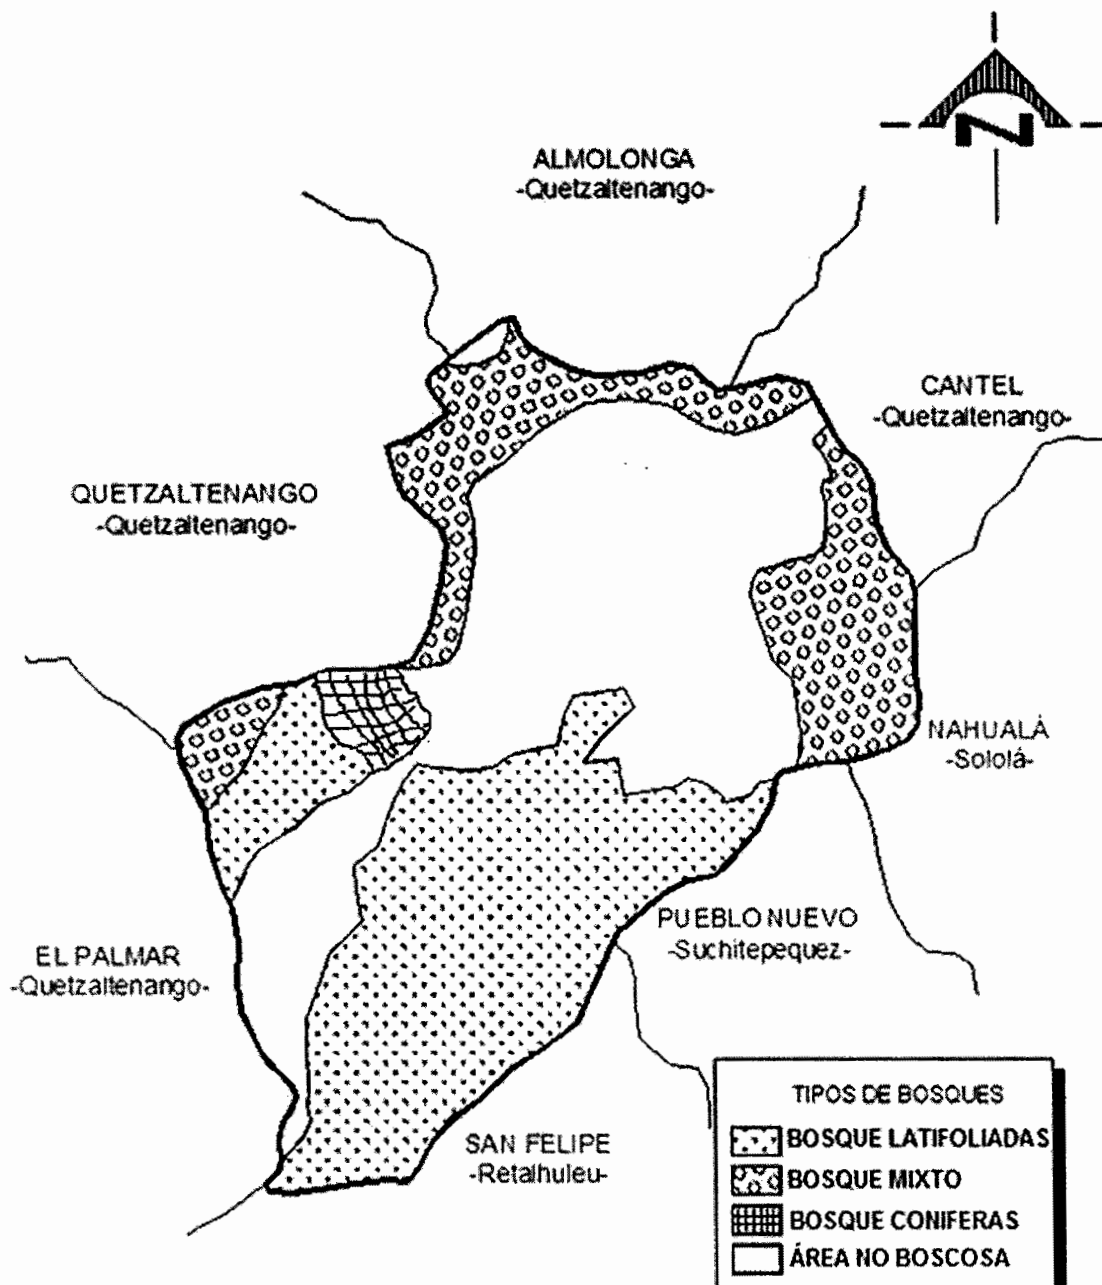 N
ALMOLONGA
-Quetzaltenango-
CANTEL
-Quetzaltenango-
QUETZALTENANGO
-Quetzaltenango-
NAHUALÁ
-Sololá-
PUEBLO NUEVO
-Suchitepequez-
EL PALMAR
-Quetzaltenango-
SAN FELIPE
-Retalhuleu-
TIPOS DE BOSQUES
BOSQUE LATIFOLIADAS
BOSQUE MIXTO
BOSQUE CONIFERAS
ÁREA NO BOSCOSA